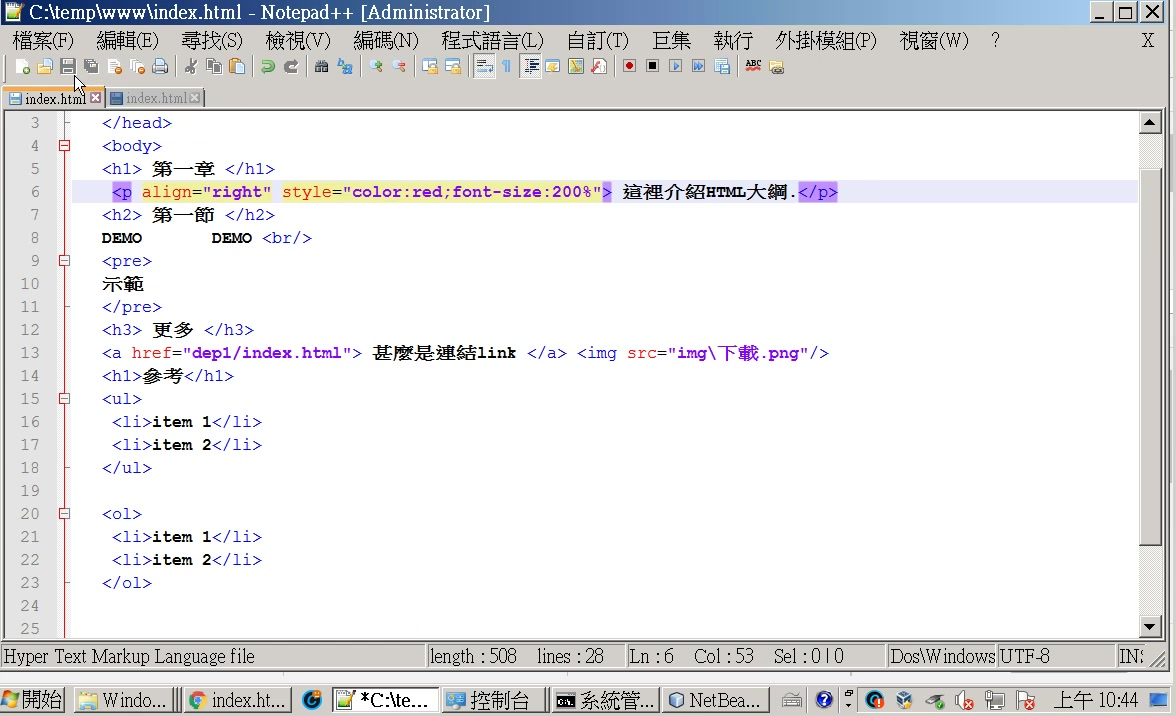 C:\temp\www\index.html - Notepad++ [Administrator]
檔案(F) 編輯(E) 尋找(S) 檢視(V) 編碼(N) 程式語言(L) 自訂(T) 巨集 執行 外掛模組(P) 視窗(W) ? X
ABC
index.html index.html
3 </head>
4 <body>
5 <h1> 第一章 </h1>
6 <p align="right" style="color:red;font-size:200%"> 這裡介紹HTML大綱.</p>
7 <h2> 第一節 </h2>
8 DEMO       DEMO <br/>
9 <pre>
10 示範
11 </pre>
12 <h3> 更多 </h3>
13 <a href="dep1/index.html"> 甚麼是連結link </a> <img src="img\下載.png"/>
14 <h1>參考</h1>
15 <ul>
16 <li>item 1</li>
17 <li>item 2</li>
18 </ul>
19
20 <ol>
21 <li>item 1</li>
22 <li>item 2</li>
23 </ol>
24
25
Hyper Text Markup Language file length : 508 lines : 28 Ln : 6 Col : 53 Sel : 0 | 0 Dos\Windows UTF-8 INS
開始 Windo... index.ht... *C:\te... 控制台 系統管... NetBea... 上午 10:44